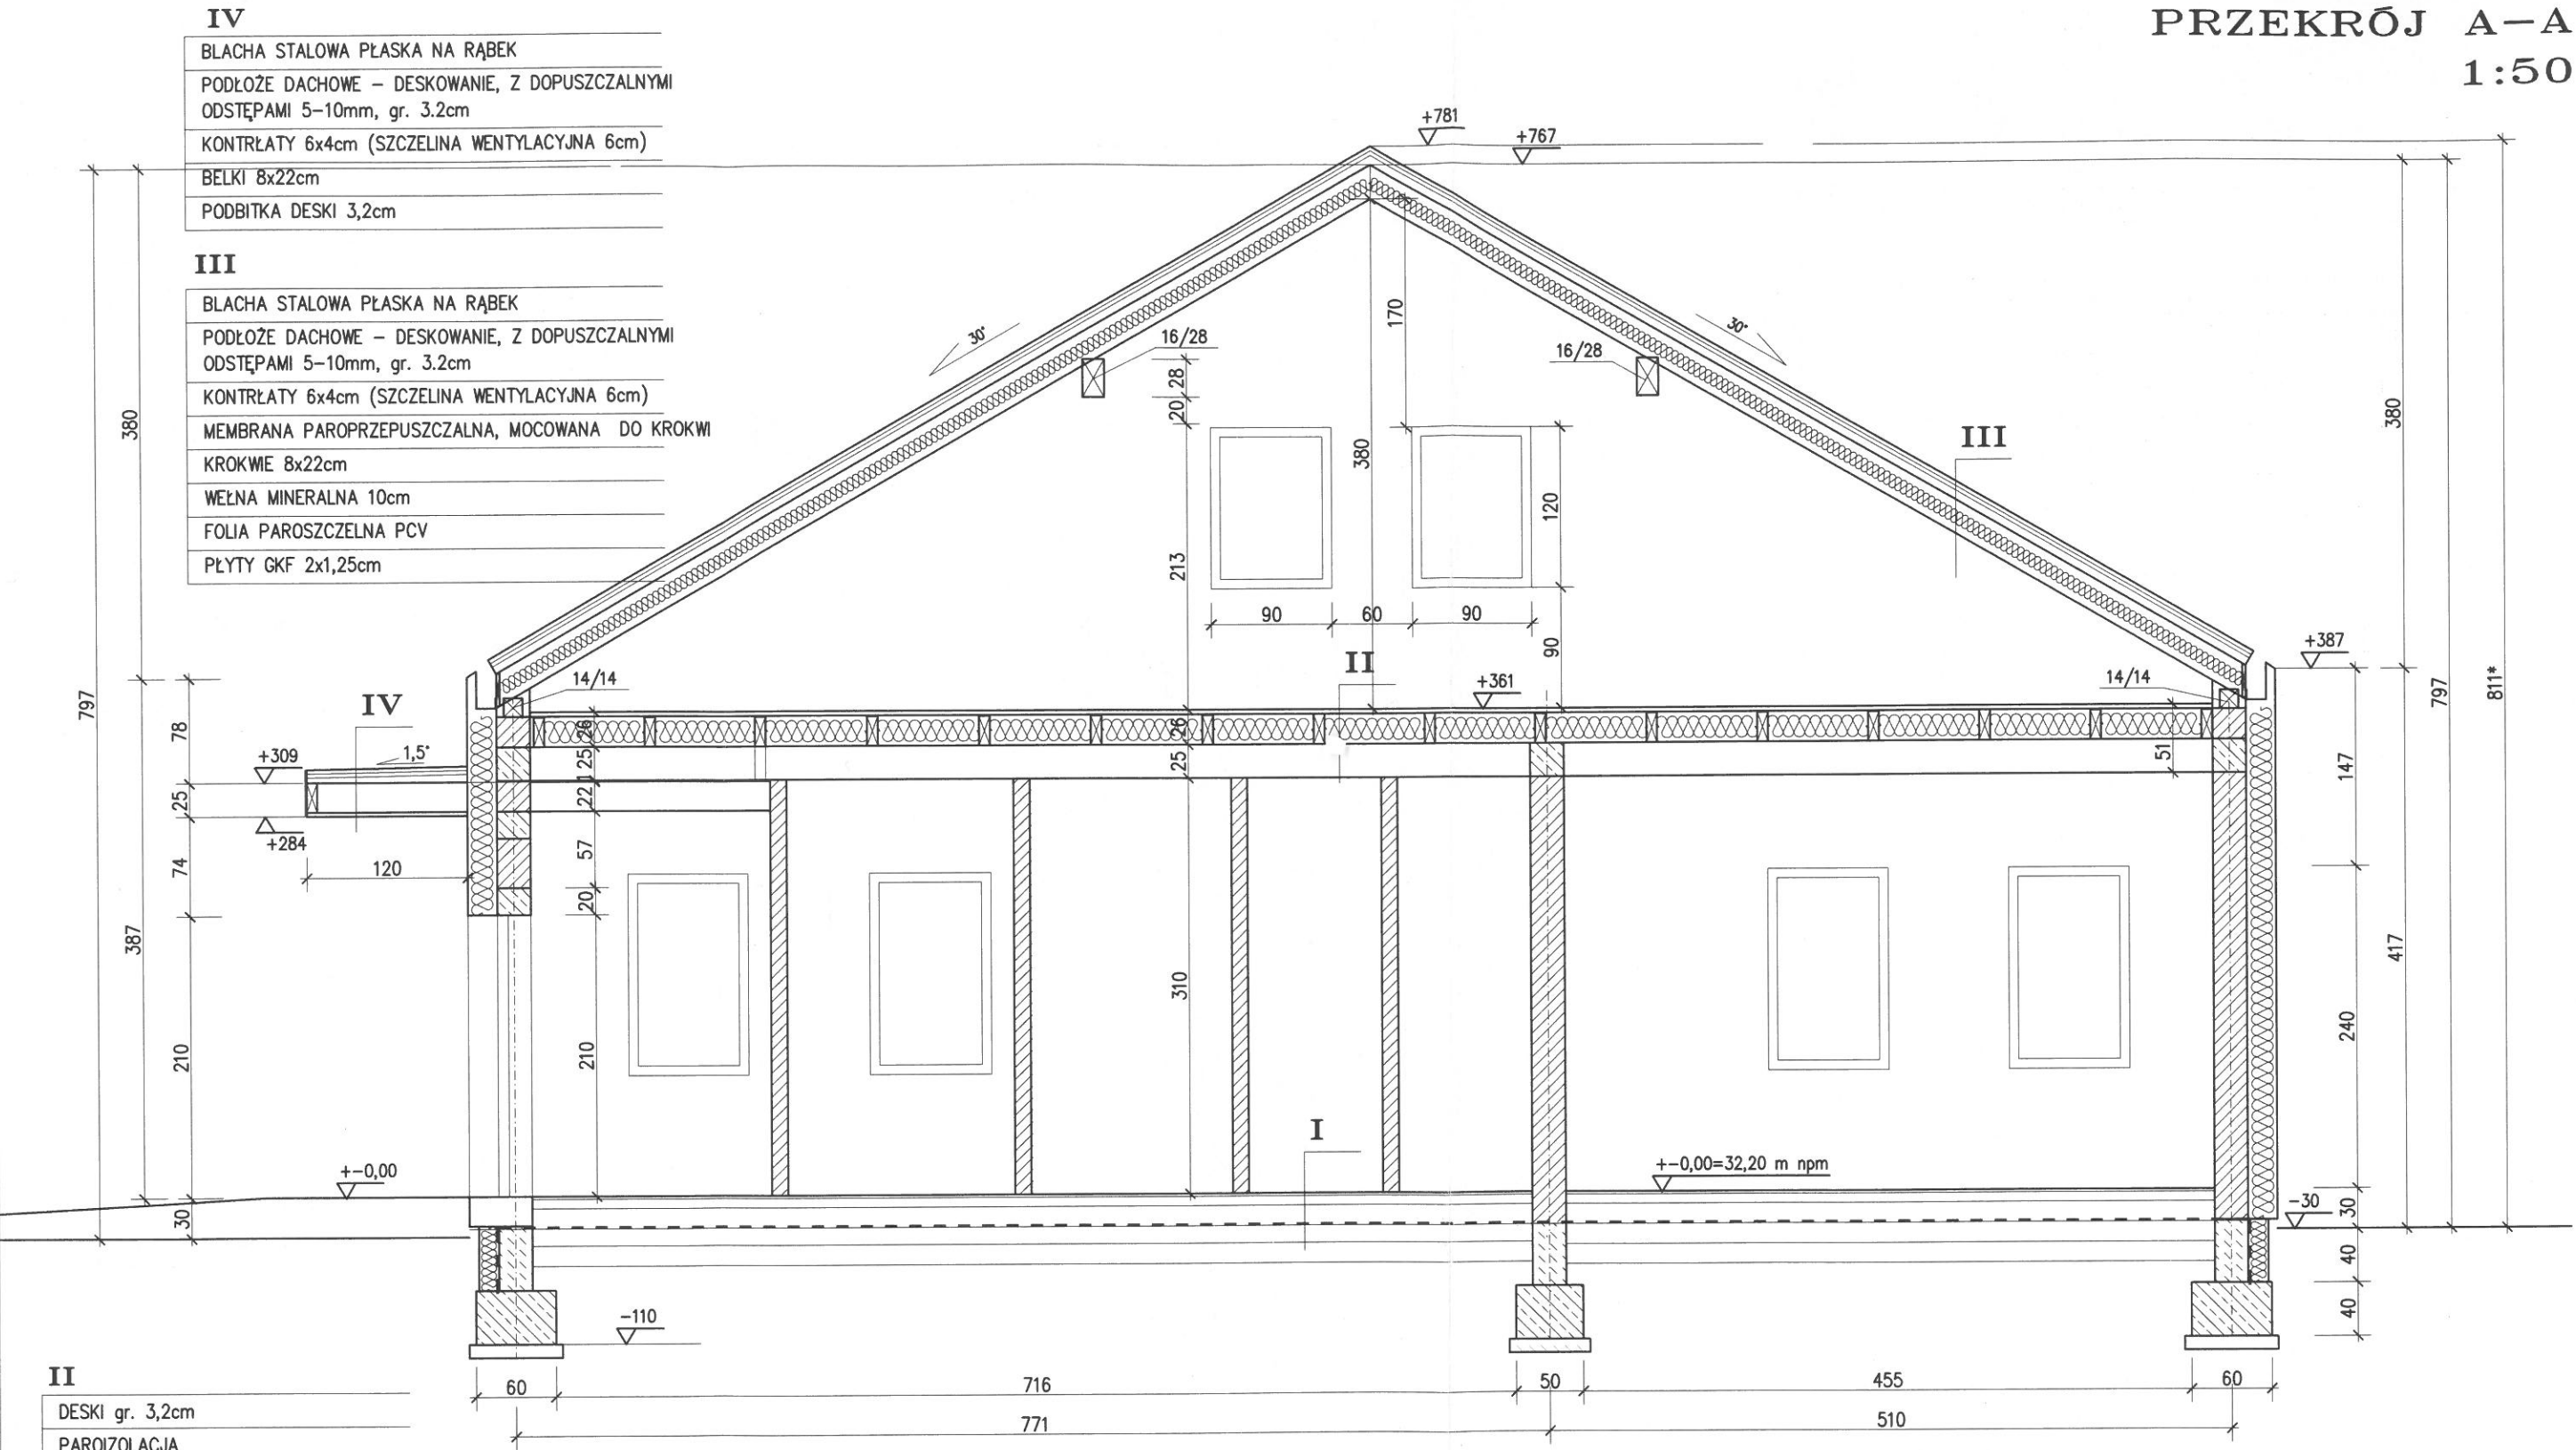 PRZEKRÓJ A-A
1:50
IV
BLACHA STALOWA PŁASKA NA RĄBEK
PODŁOŻE DACHOWE – DESKOWANIE, Z DOPUSZCZALNYMI
ODSTĘPAMI 5–10mm, gr. 3.2cm
KONTRŁATY 6x4cm (SZCZELINA WENTYLACYJNA 6cm)
BELKI 8x22cm
PODBITKA DESKI 3,2cm
III
BLACHA STALOWA PŁASKA NA RĄBEK
PODŁOŻE DACHOWE – DESKOWANIE, Z DOPUSZCZALNYMI
ODSTĘPAMI 5–10mm, gr. 3.2cm
KONTRŁATY 6x4cm (SZCZELINA WENTYLACYJNA 6cm)
MEMBRANA PAROPRZEPUSZCZALNA, MOCOWANA DO KROKWI
KROKWIE 8x22cm
WEŁNA MINERALNA 10cm
FOLIA PAROSZCZELNA PCV
PŁYTY GKF 2x1,25cm
+781
+767
30°
30°
16/28
16/28
170
28
20
380
213
120
90
90
60
90
III
II
+361
+387
14/14
14/14
380
797
387
78
25
74
210
30
IV
1,5°
+309
+284
120
26
25
1
22
57
20
210
26
25
310
51
380
797
811*
417
147
240
30
40
40
I
+-0,00
+-0,00=32,20 m npm
-30
-110
60
716
50
455
60
771
510
II
DESKI gr. 3,2cm
PAROIZOLACJA